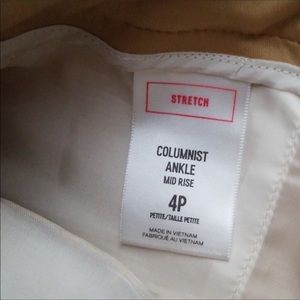 STRETCH
COLUMNIST
ANKLE
MID RISE
4P
PETITE/TAILLE PETITE
MADE IN VIETNAM
FABRIQUÉ AU VIETNAM